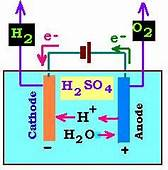 H2
O2
e- e-
H2SO4
Cathode
Anode
H+
H2O
- +